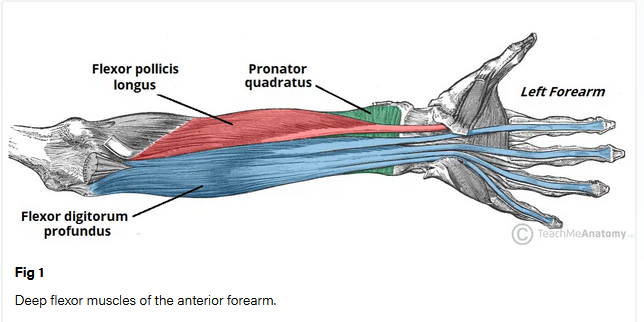 Flexor pollicis
longus
Pronator
quadratus
Left Forearm
Flexor digitorum
profundus
© TeachMeAnatomy
Fig 1
Deep flexor muscles of the anterior forearm.